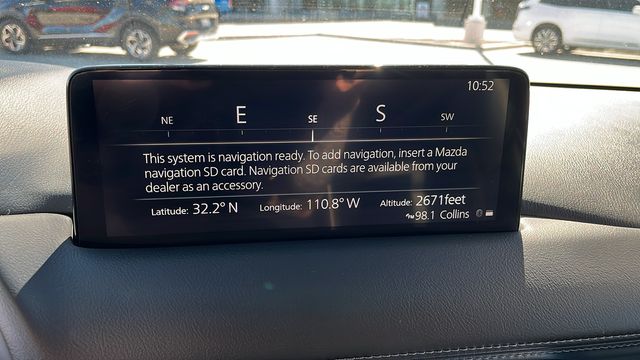 10:52
NE E SE S SW
This system is navigation ready. To add navigation, insert a Mazda
navigation SD card. Navigation SD cards are available from your
dealer as an accessory.
Latitude: 32.2° N Longitude: 110.8° W Altitude: 2671feet
98.1 Collins